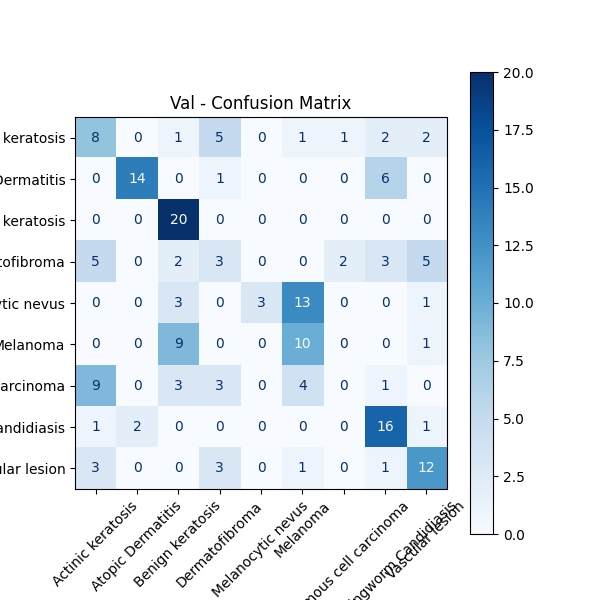 Val - Confusion Matrix
keratosis 8 0 1 5 0 1 1 2 2
Dermatitis 0 14 0 1 0 0 0 6 0
keratosis 0 0 20 0 0 0 0 0 0
tofibroma 5 0 2 3 0 0 2 3 5
tic nevus 0 0 3 0 3 13 0 0 1
Melanoma 0 0 9 0 0 10 0 0 1
arcinoma 9 0 3 3 0 4 0 1 0
andidiasis 1 2 0 0 0 0 0 16 1
ular lesion 3 0 0 3 0 1 0 1 12
Actinic keratosis
Atopic Dermatitis
Benign keratosis
Dermatofibroma
Melanocytic nevus
Melanoma
mous cell carcinoma
ngworm Candidiasis
Vascular lesion
20.0
17.5
15.0
12.5
10.0
7.5
5.0
2.5
0.0